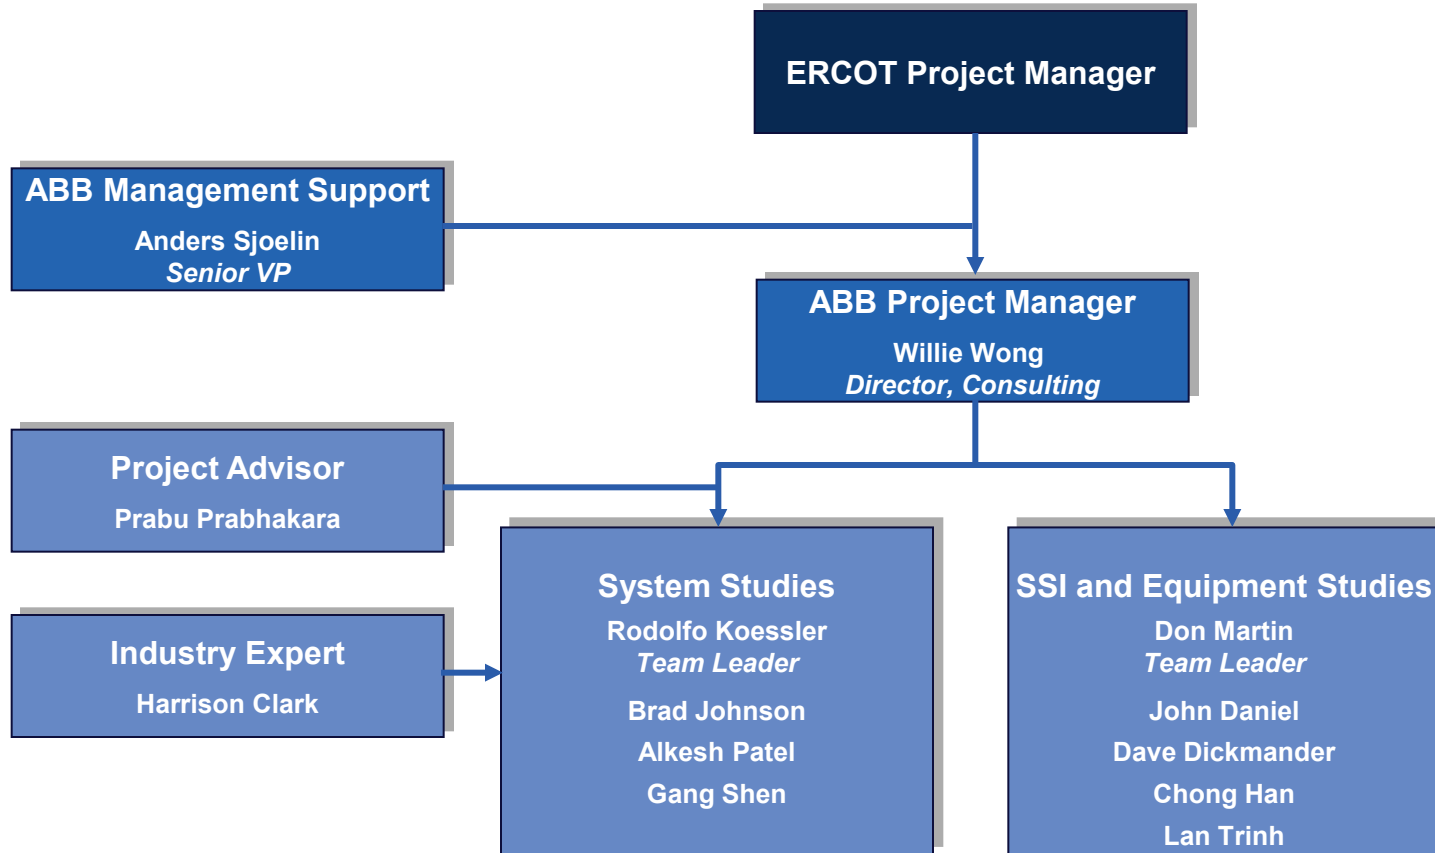 ERCOT Project Manager
ABB Management Support
Anders Sjoelin
Senior VP
ABB Project Manager
Willie Wong
Director, Consulting
Project Advisor
Prabu Prabhakara
Industry Expert
Harrison Clark
System Studies
Rodolfo Koessler
Team Leader
Brad Johnson
Alkesh Patel
Gang Shen
SSI and Equipment Studies
Don Martin
Team Leader
John Daniel
Dave Dickmander
Chong Han
Lan Trinh